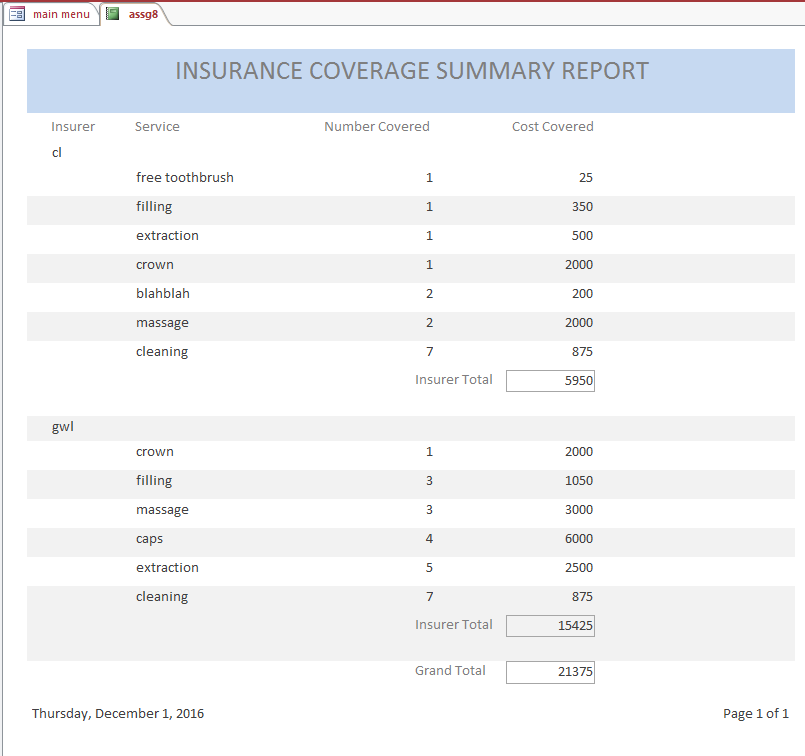 main menu assg8
INSURANCE COVERAGE SUMMARY REPORT
Insurer Service Number Covered Cost Covered
cl
free toothbrush 1 25
filling 1 350
extraction 1 500
crown 1 2000
blahblah 2 200
massage 2 2000
cleaning 7 875
Insurer Total 5950
gwl
crown 1 2000
filling 3 1050
massage 3 3000
caps 4 6000
extraction 5 2500
cleaning 7 875
Insurer Total 15425
Grand Total 21375
Thursday, December 1, 2016 Page 1 of 1